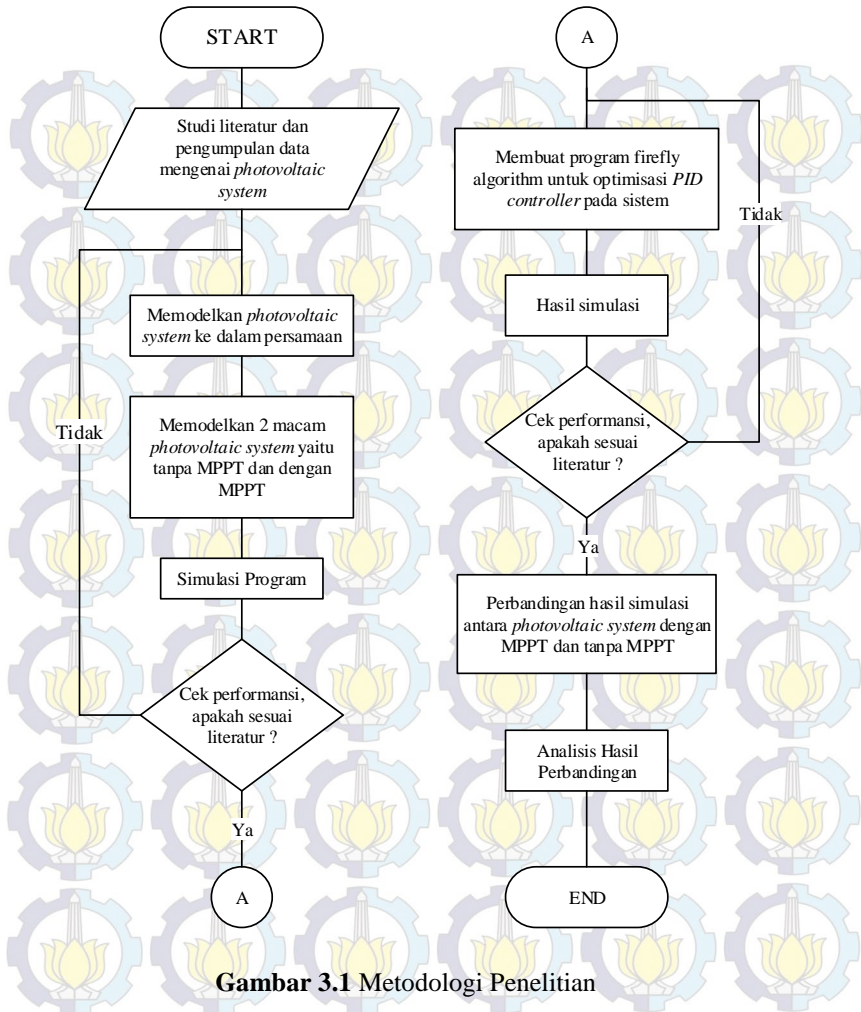 START
Studi literatur dan
pengumpulan data
mengenai photovoltaic
system
Memodelkan photovoltaic
system ke dalam persamaan
Memodelkan 2 macam
photovoltaic system yaitu
tanpa MPPT dan dengan
MPPT
Tidak
Simulasi Program
Cek performansi,
apakah sesuai
literatur ?
Ya
A
A
Membuat program firefly
algorithm untuk optimisasi PID
controller pada sistem
Tidak
Hasil simulasi
Cek performansi,
apakah sesuai
literatur ?
Ya
Perbandingan hasil simulasi
antara photovoltaic system dengan
MPPT dan tanpa MPPT
Analisis Hasil
Perbandingan
END
Gambar 3.1 Metodologi Penelitian